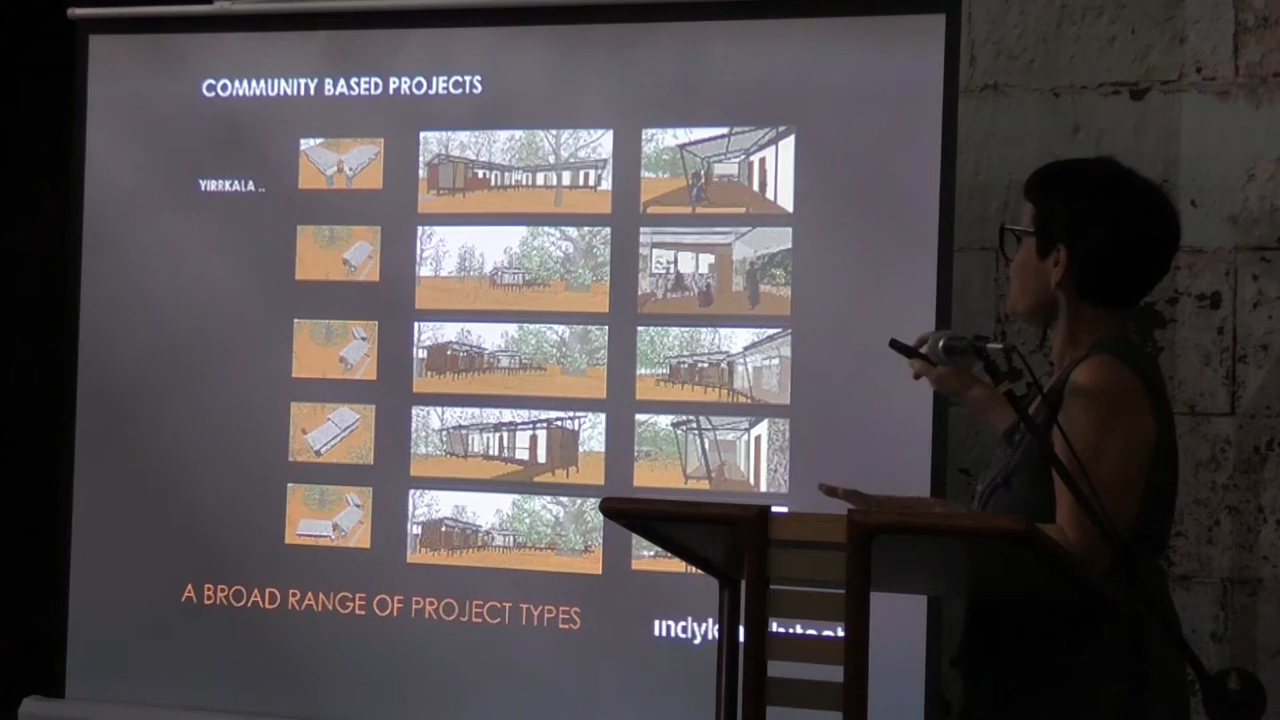 COMMUNITY BASED PROJECTS
YIRRKALA ..
A BROAD RANGE OF PROJECT TYPES